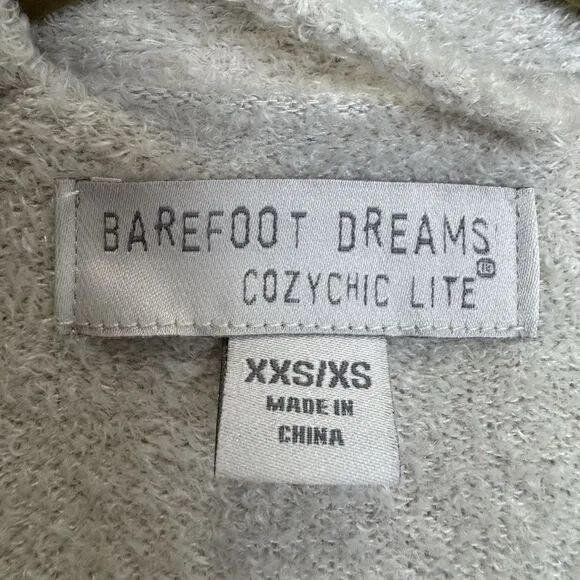 BAREFOOT DREAMS
COZYCHIC LITE®
XXS/XS
MADE IN
CHINA